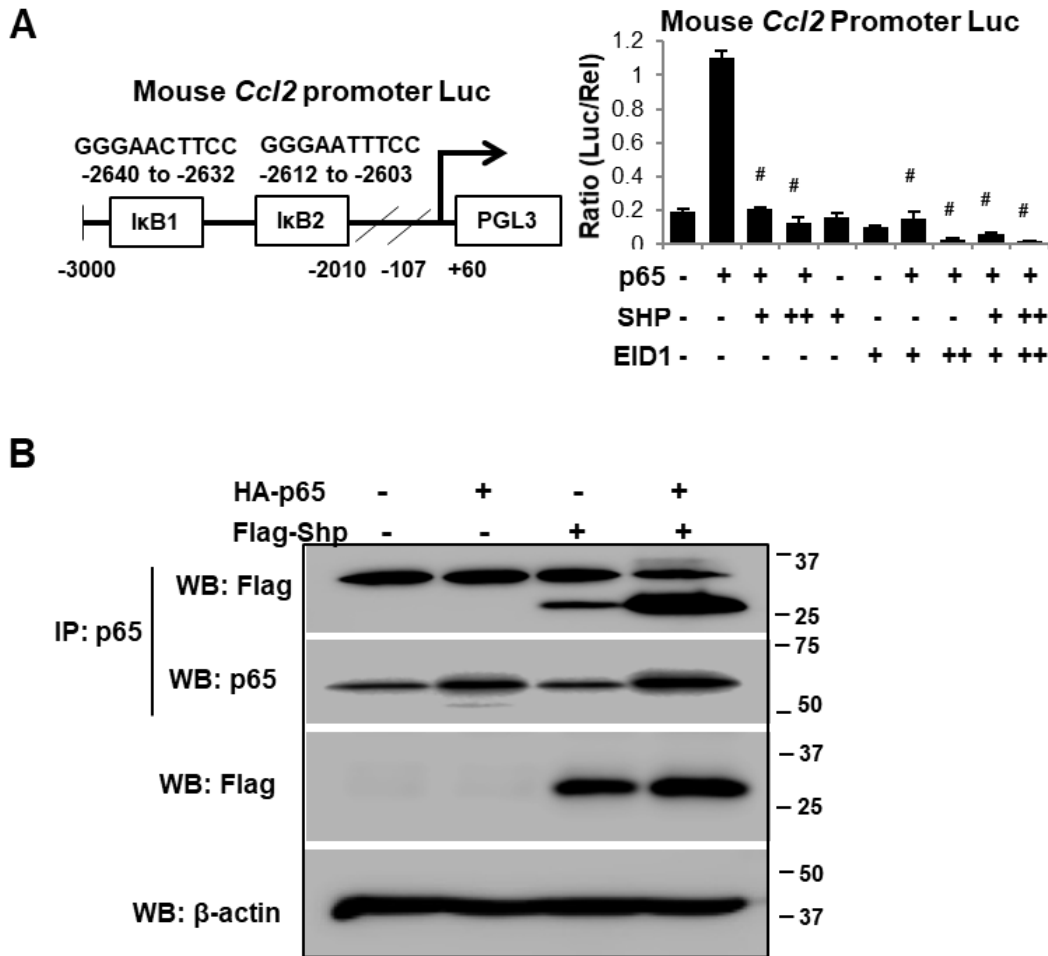 A
Mouse Ccl2 promoter Luc
GGGAACTTCC GGGAATTTCC
-2640 to -2632 -2612 to -2603
IκB1 IκB2 PGL3
-3000 -2010 -107 +60
Mouse Ccl2 Promoter Luc
Ratio (Luc/Rel)
1.2
1
0.8
0.6
0.4
0.2
0
# # # # # #
p65 - + + + - - + + + +
SHP - - + ++ + - - - + ++
EID1 - - - - - + + ++ + ++
B
HA-p65 - + - +
Flag-Shp - - + +
IP: p65
WB: Flag
37
25
WB: p65
75
50
WB: Flag
37
25
WB: β-actin
50
37